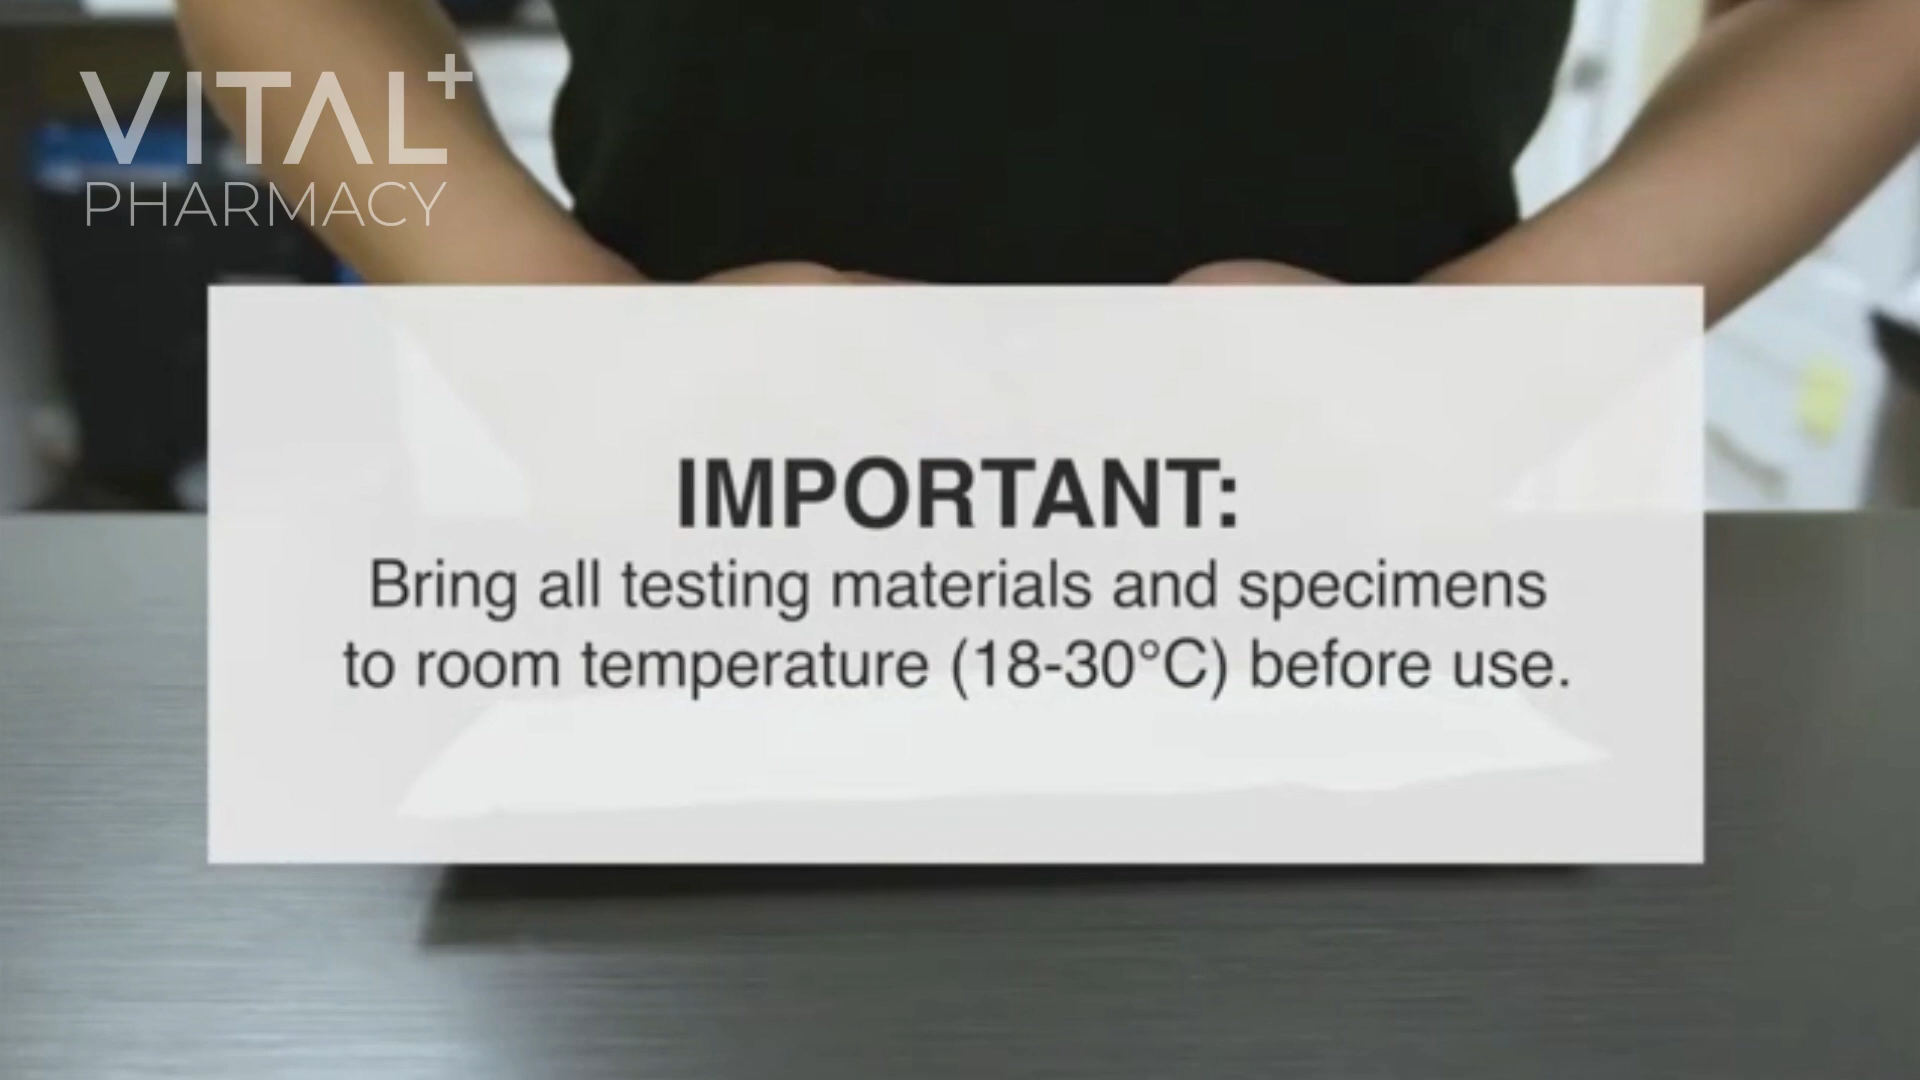 VITAL+
PHARMACY
IMPORTANT:
Bring all testing materials and specimens
to room temperature (18-30°C) before use.